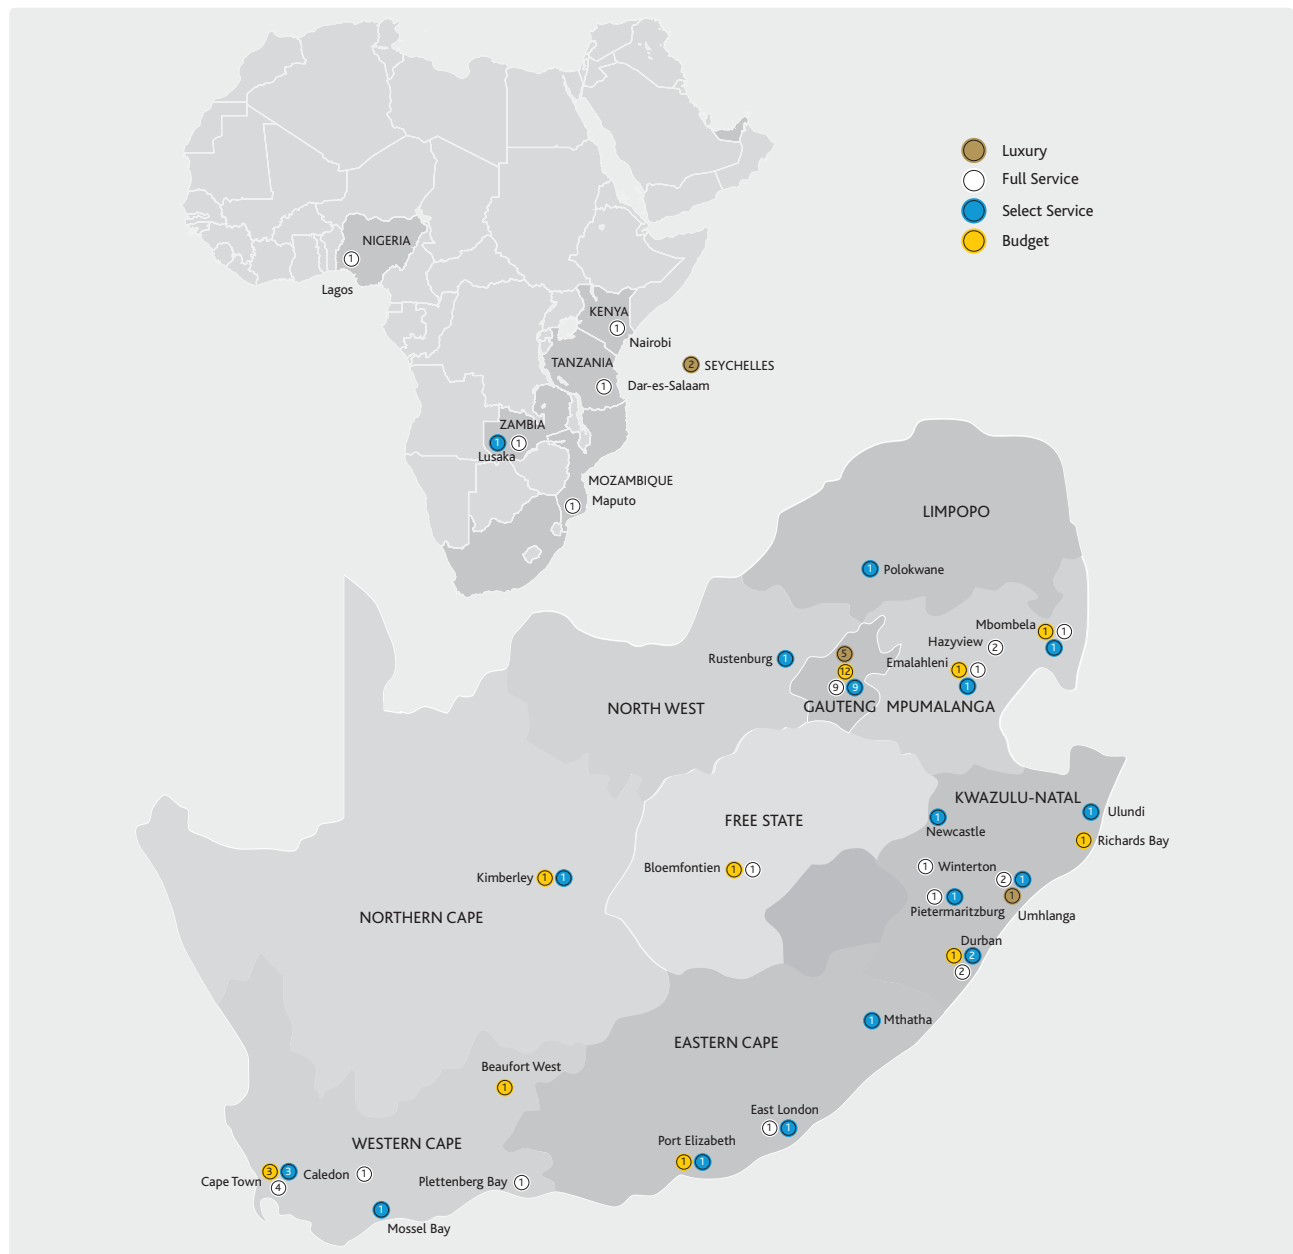 Luxury
Full Service
Select Service
Budget
NIGERIA
1
Lagos
KENYA
1
Nairobi
TANZANIA
2 SEYCHELLES
1 Dar-es-Salaam
ZAMBIA
1 1
Lusaka
MOZAMBIQUE
1 Maputo
LIMPOPO
1 Polokwane
Mbombela 1 1
1
Hazyview 2
Emalahleni 1 1
1
Rustenburg 1
5
12
9 9
GAUTENG
MPUMALANGA
NORTH WEST
KWAZULU-NATAL
1 Ulundi
1
Newcastle
1 Richards Bay
FREE STATE
Bloemfontien 1 1
1 Winterton
2 1
1
Umhlanga
1 1
Pietermaritzburg
Kimberley 1 1
NORTHERN CAPE
Durban
1 2
2
1 Mthatha
EASTERN CAPE
Beaufort West
1
East London
1 1
Port Elizabeth
1 1
WESTERN CAPE
3 3
Cape Town
4
Caledon 1
Plettenberg Bay 1
1
Mossel Bay